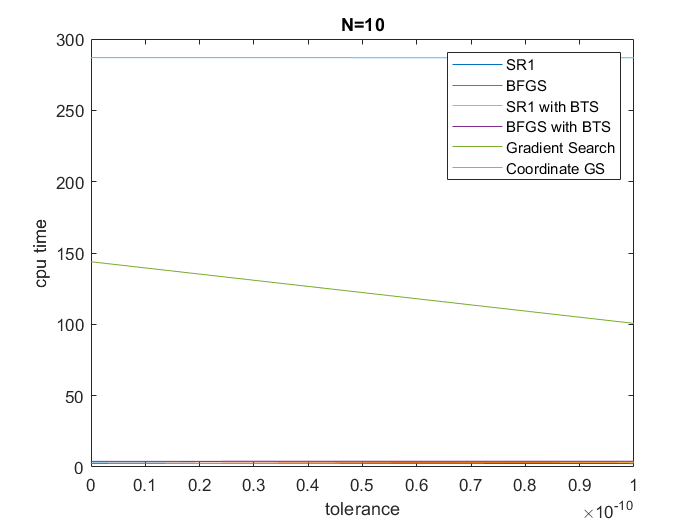 N=10
300
250
200
150
100
50
0
cpu time
SR1
BFGS
SR1 with BTS
BFGS with BTS
Gradient Search
Coordinate GS
0 0.1 0.2 0.3 0.4 0.5 0.6 0.7 0.8 0.9 1
tolerance
×10⁻¹⁰